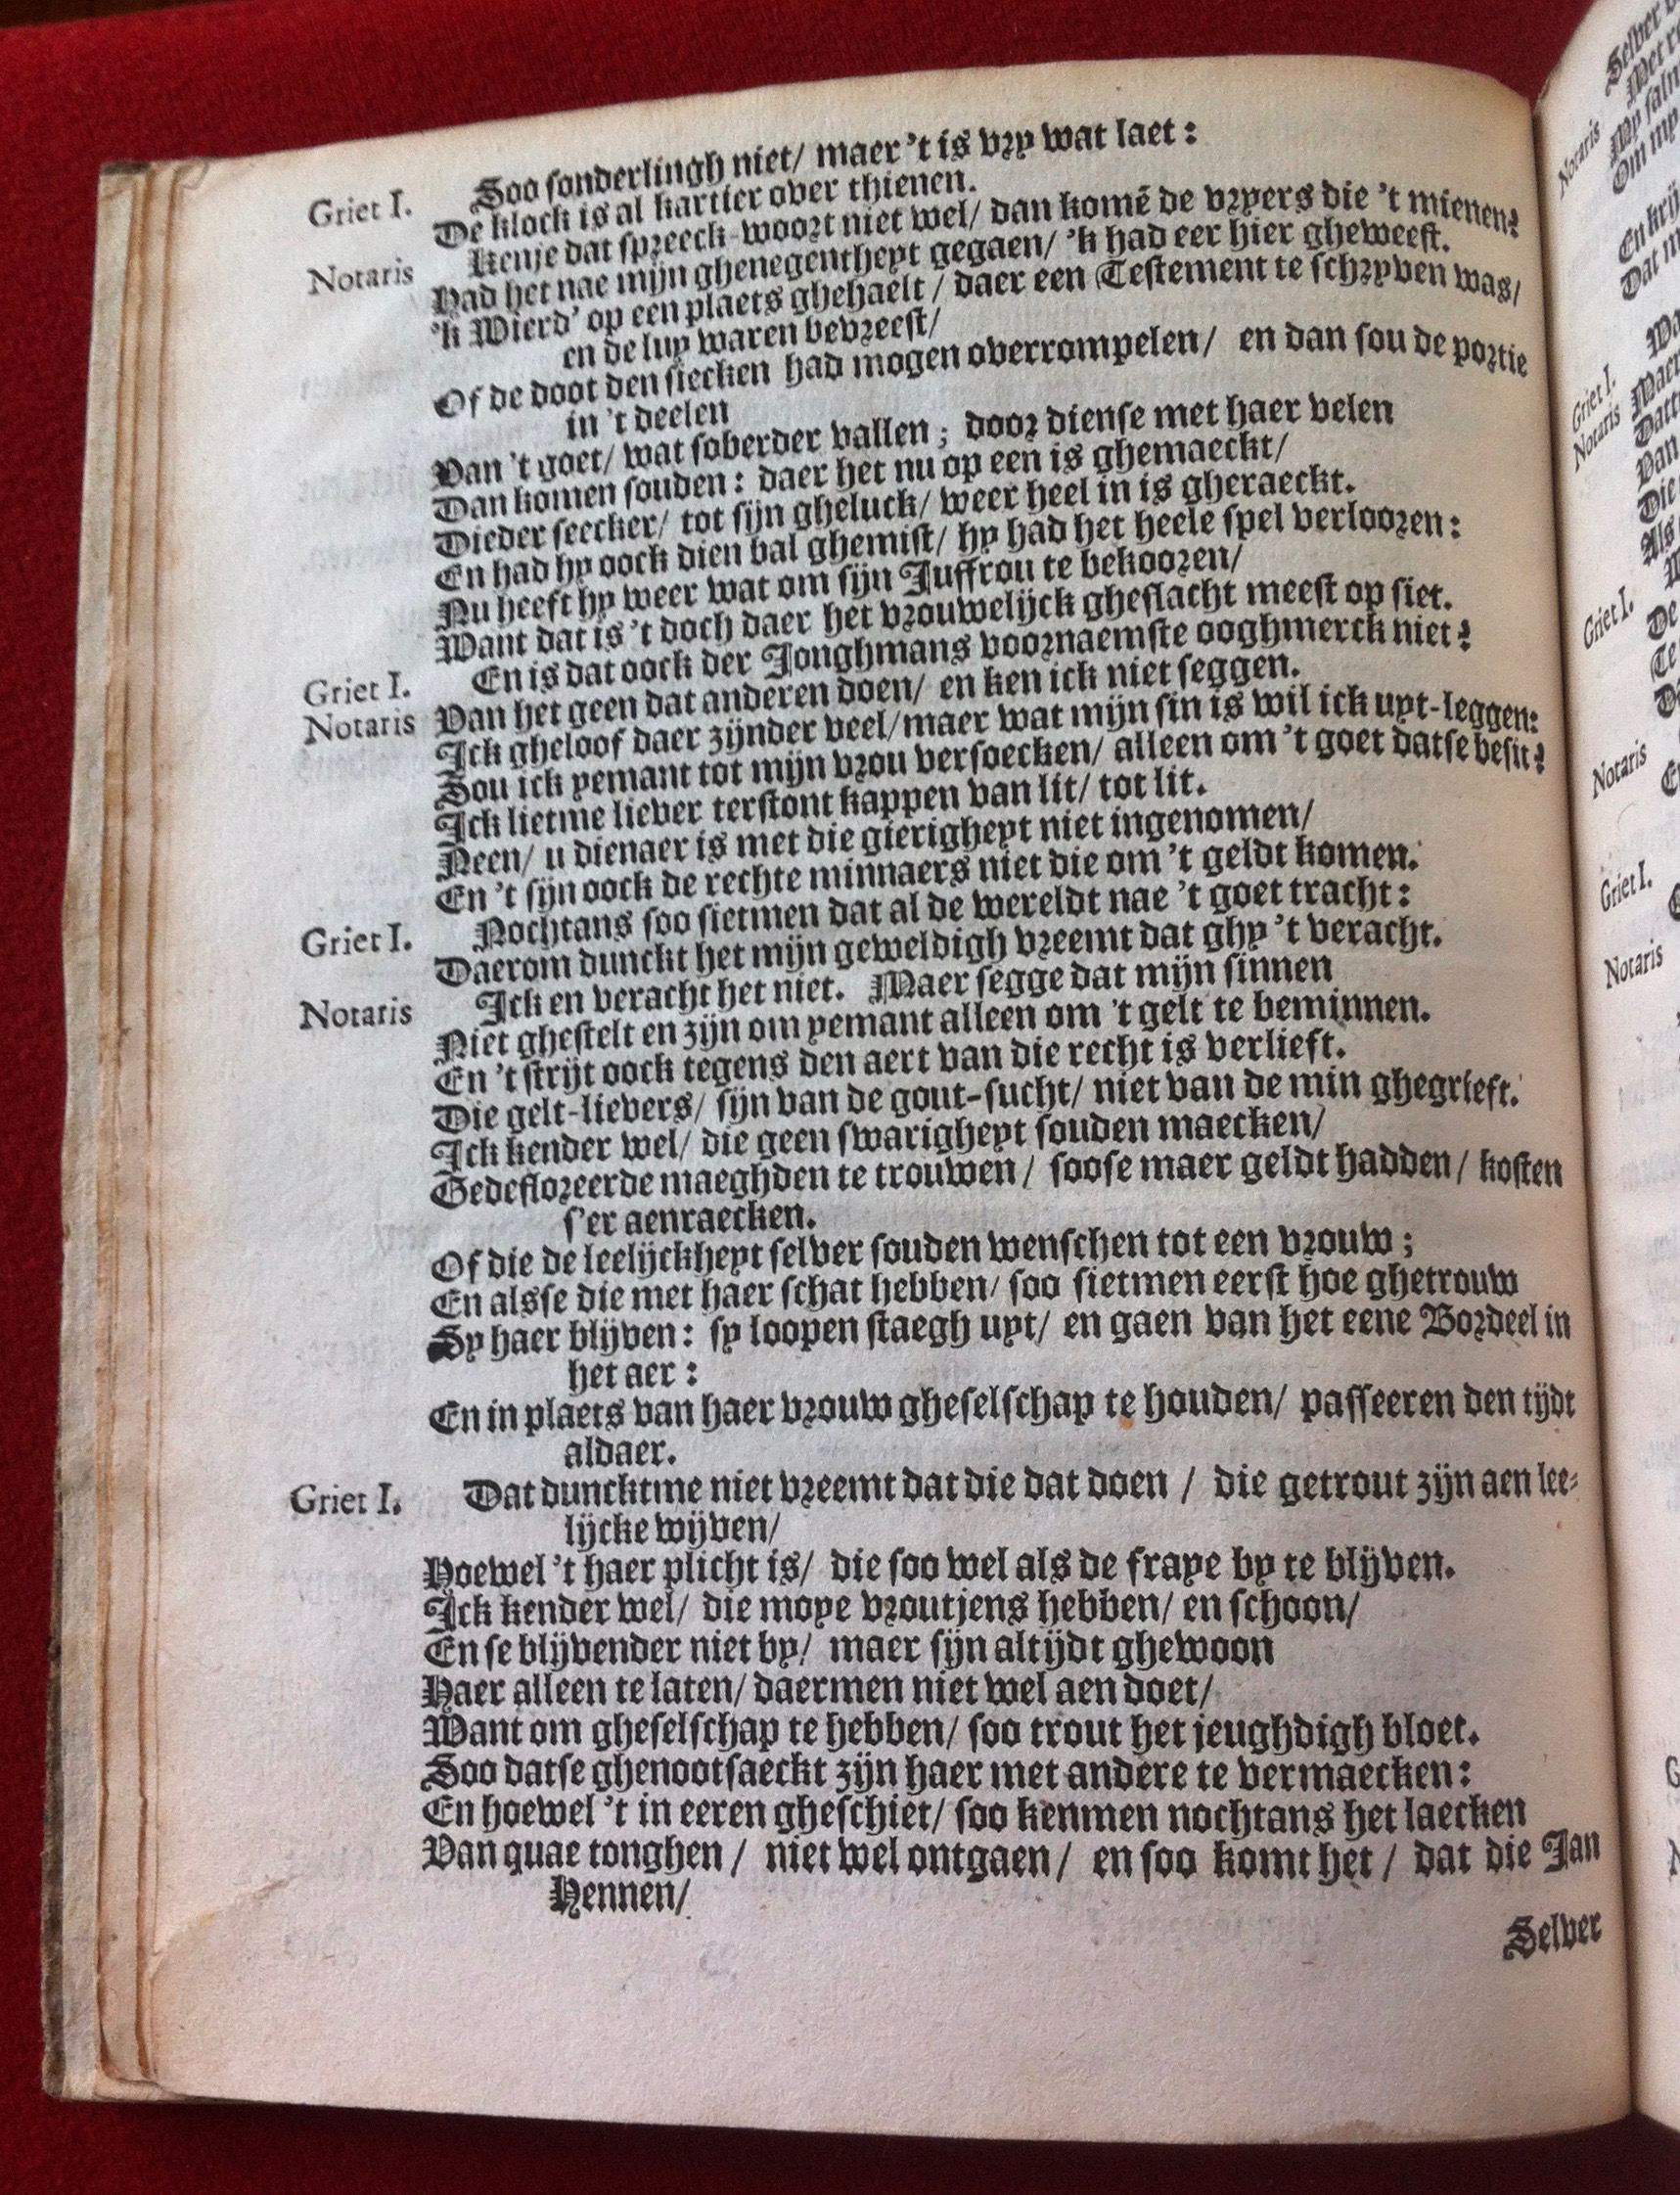 Griet I. Soo sonderlingh niet/ maer 't is vry wat laet:
De klock is al kartier over thienen.
Notaris Kenje dat spreeck-woort niet wel/ dan komē de vryers die 't mienen?
Had het nae mijn ghenegentheyt gegaen/ 'k had eer hier gheweest.
'k Wierd' op een plaets ghehaelt/ daer een Testement te schryven was/
en de luy waren bevreest/
Of de doot den siecken had mogen overrompelen/ en dan sou de portie
in 't deelen
Van 't goet/ wat soberder vallen; door diense met haer velen
Dan komen souden: daer het nu op een is ghemaeckt/
Dieder seecker/ tot sijn gheluck/ weer heel in is gheraeckt.
En had hy oock dien bal ghemist/ hy had het heele spel verlooren:
Nu heeft hy weer wat om sijn Juffrou te bekooren/
Want dat is 't doch daer het vrouwelijck gheslacht meest op siet.
Griet I. En is dat oock der Jonghmans voornaemste ooghmerck niet?
Notaris Van het geen dat anderen doen/ en ken ick niet seggen.
Ick gheloof daer zijnder veel/ maer wat mijn sin is wil ick uyt-leggen:
Sou ick yemant tot mijn vrou versoecken/ alleen om 't goet datse besit?
Ick lietme liever terstont kappen van lit/ tot lit.
Neen/ u dienaer is met die gierigheyt niet ingenomen/
En 't sijn oock de rechte minnaers niet die om 't geldt komen.
Griet I. Nochtans soo sietmen dat al de wereldt nae 't goet tracht:
Daerom dunckt het mijn geweldigh vreemt dat ghy 't veracht.
Notaris Ick en veracht het niet. Maer segge dat mijn sinnen
Niet ghestelt en zijn om yemant alleen om 't gelt te beminnen.
En 't strijt oock tegens den aert van die recht is verlieft.
Die gelt-lievers/ sijn van de gout-sucht/ niet van de min ghegrieft.
Ick kender wel/ die geen swarigheyt souden maecken/
Gedefloreerde maeghden te trouwen/ soose maer geldt hadden/ kosten
s'er aenraecken.
Of die de leelijckheyt selver souden wenschen tot een vrouw;
En alsse die met haer schat hebben/ soo sietmen eerst hoe ghetrouw
Sy haer blijven: sy loopen staegh uyt/ en gaen van het eene Bordeel in
het aer:
En in plaets van haer vrouw gheselschap te houden/ passeeren den tijdt
aldaer.
Griet I. Dat duncktme niet vreemt dat die dat doen / die getrout zijn aen lee-
lijcke wijven/
Hoewel 't haer plicht is/ die soo wel als de fraye by te blijven.
Ick kender wel/ die moye vroutjens hebben/ en schoon/
En se blijvender niet by/ maer sijn altijdt ghewoon
Haer alleen te laten/ daermen niet wel aen doet/
Want om gheselschap te hebben/ soo trout het jeughdigh bloet.
Soo datse ghenootsaeckt zijn haer met andere te vermaecken:
En hoewel 't in eeren gheschiet/ soo kenmen nochtans het laecken
Van quae tonghen / niet wel ontgaen/ en soo komt het / dat die Jan
Hennen/
Selver